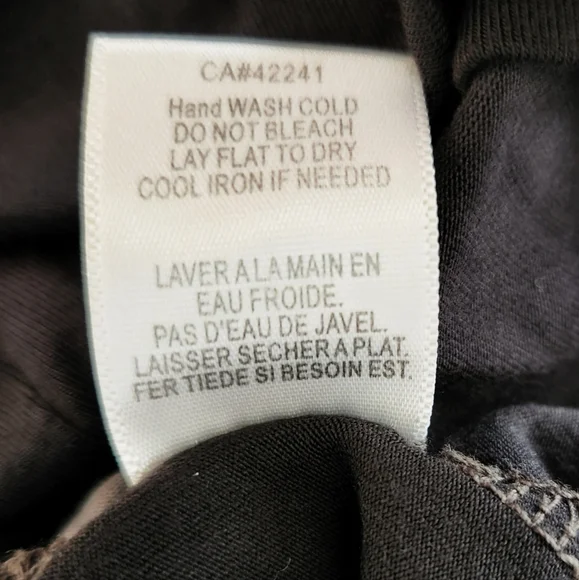 CA#42241
Hand WASH COLD
DO NOT BLEACH
LAY FLAT TO DRY
COOL IRON IF NEEDED
LAVER A LA MAIN EN
EAU FROIDE.
PAS D'EAU DE JAVEL.
LAISSER SECHER A PLAT.
FER TIEDE SI BESOIN EST.